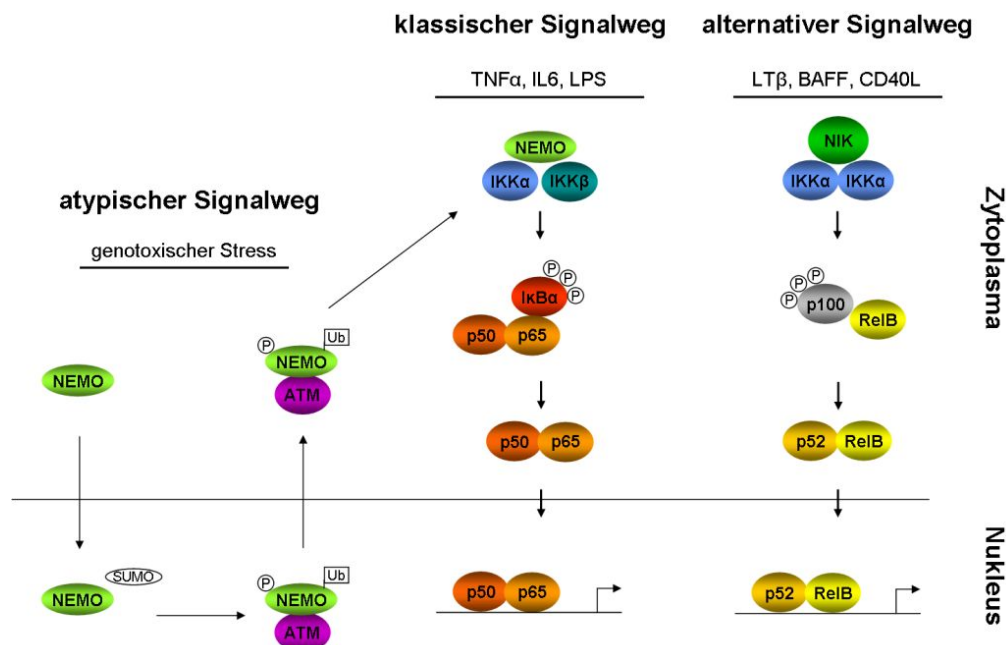 klassischer Signalweg
TNFα, IL6, LPS
NEMO
IKKα
IKKβ
P
P
P
IκBα
p50
p65
p50
p65
p50
p65
alternativer Signalweg
LTβ, BAFF, CD40L
NIK
IKKα
IKKα
P
P
P
p100
RelB
p52
RelB
p52
RelB
atypischer Signalweg
genotoxischer Stress
NEMO
SUMO
NEMO
P
Ub
NEMO
ATM
P
Ub
NEMO
ATM
Zytoplasma
Nukleus